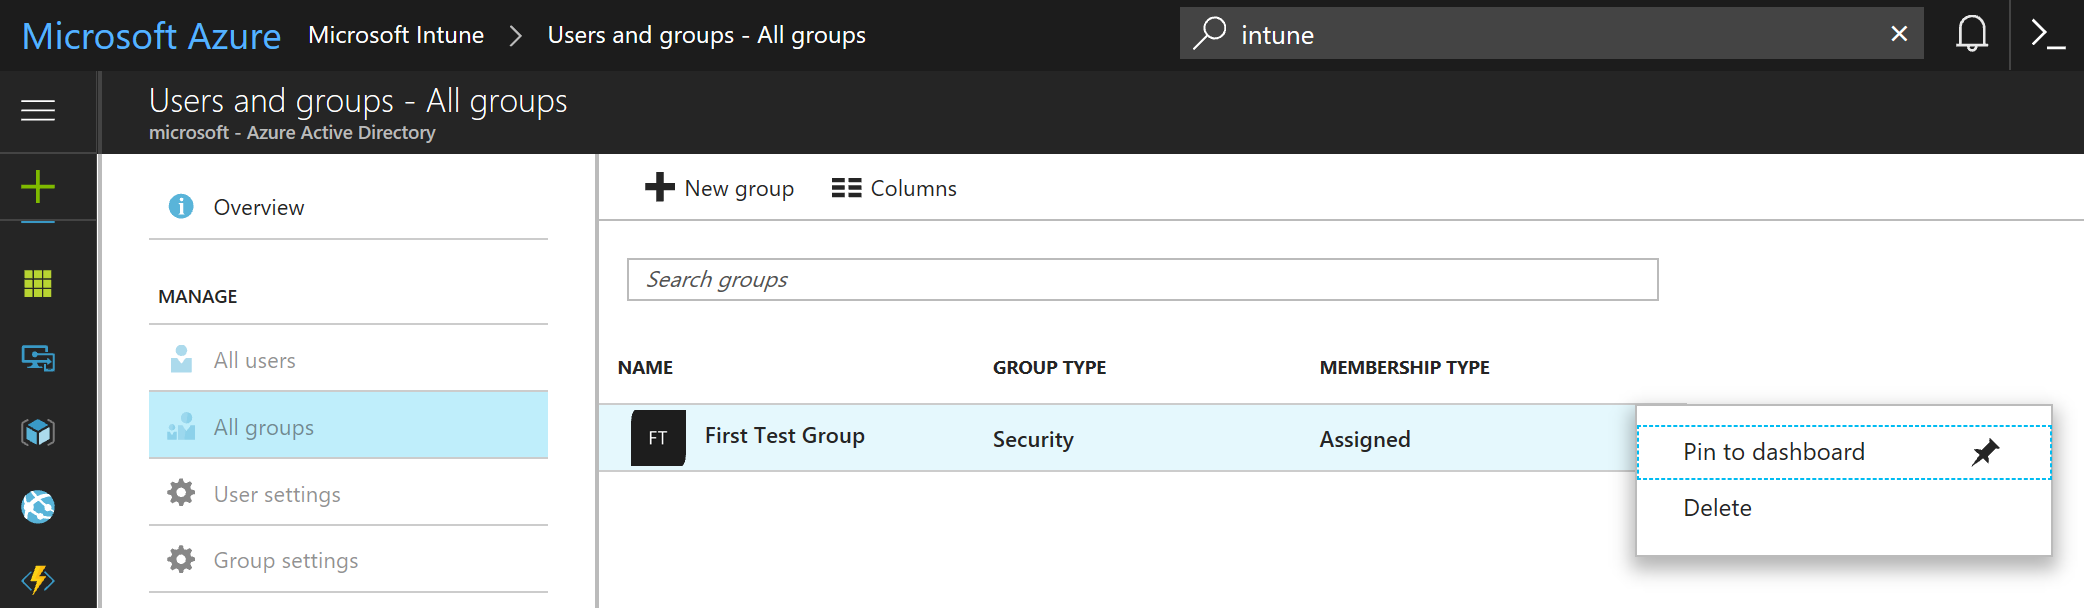 Microsoft Azure Microsoft Intune > Users and groups - All groups intune
Users and groups - All groups
microsoft - Azure Active Directory
Overview
MANAGE
All users
All groups
User settings
Group settings
New group Columns
Search groups
NAME GROUP TYPE MEMBERSHIP TYPE
FT First Test Group Security Assigned
Pin to dashboard
Delete